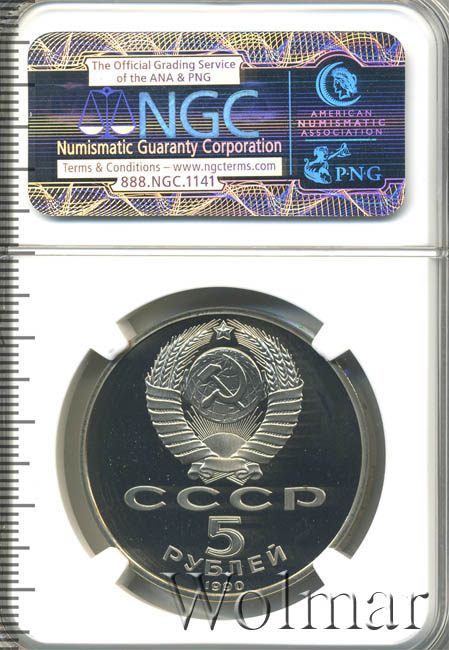 The Official Grading Service
of the ANA & PNG
NGC
Numismatic Guaranty Corporation
Terms & Conditions – www.ngcterms.com
888.NGC.1141
AMERICAN
NUMISMATIC
ASSOCIATION
PNG
СССР
5
РУБЛЕЙ
1990
Wolmar